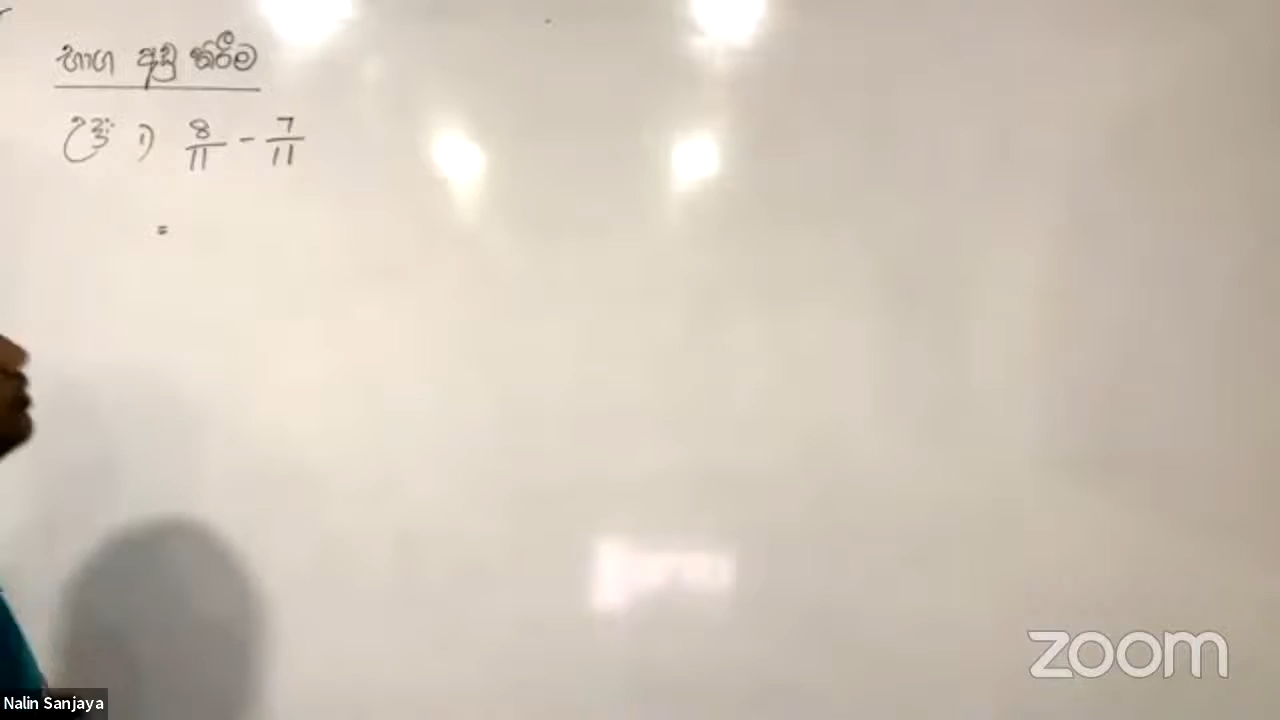 භාග අඩු කිරීම
උදා: 1) 8/11 - 7/11
=
zoom
Nalin Sanjaya